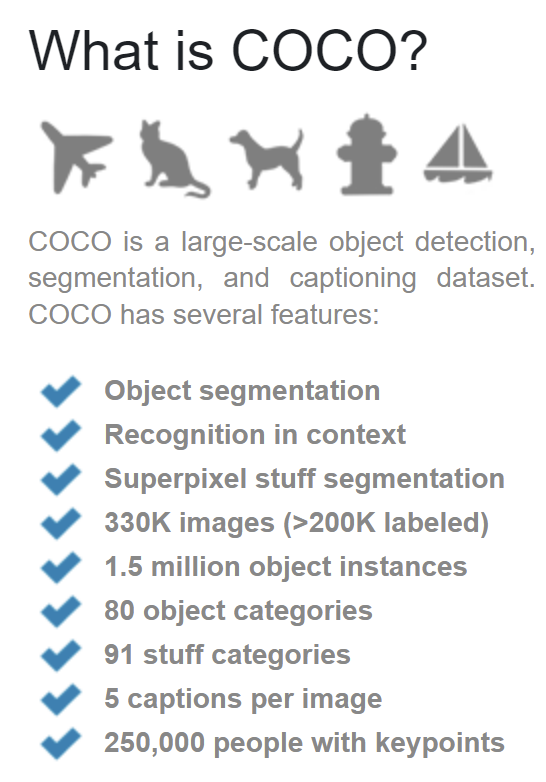 What is COCO?
COCO is a large-scale object detection,
segmentation, and captioning dataset.
COCO has several features:
Object segmentation
Recognition in context
Superpixel stuff segmentation
330K images (>200K labeled)
1.5 million object instances
80 object categories
91 stuff categories
5 captions per image
250,000 people with keypoints